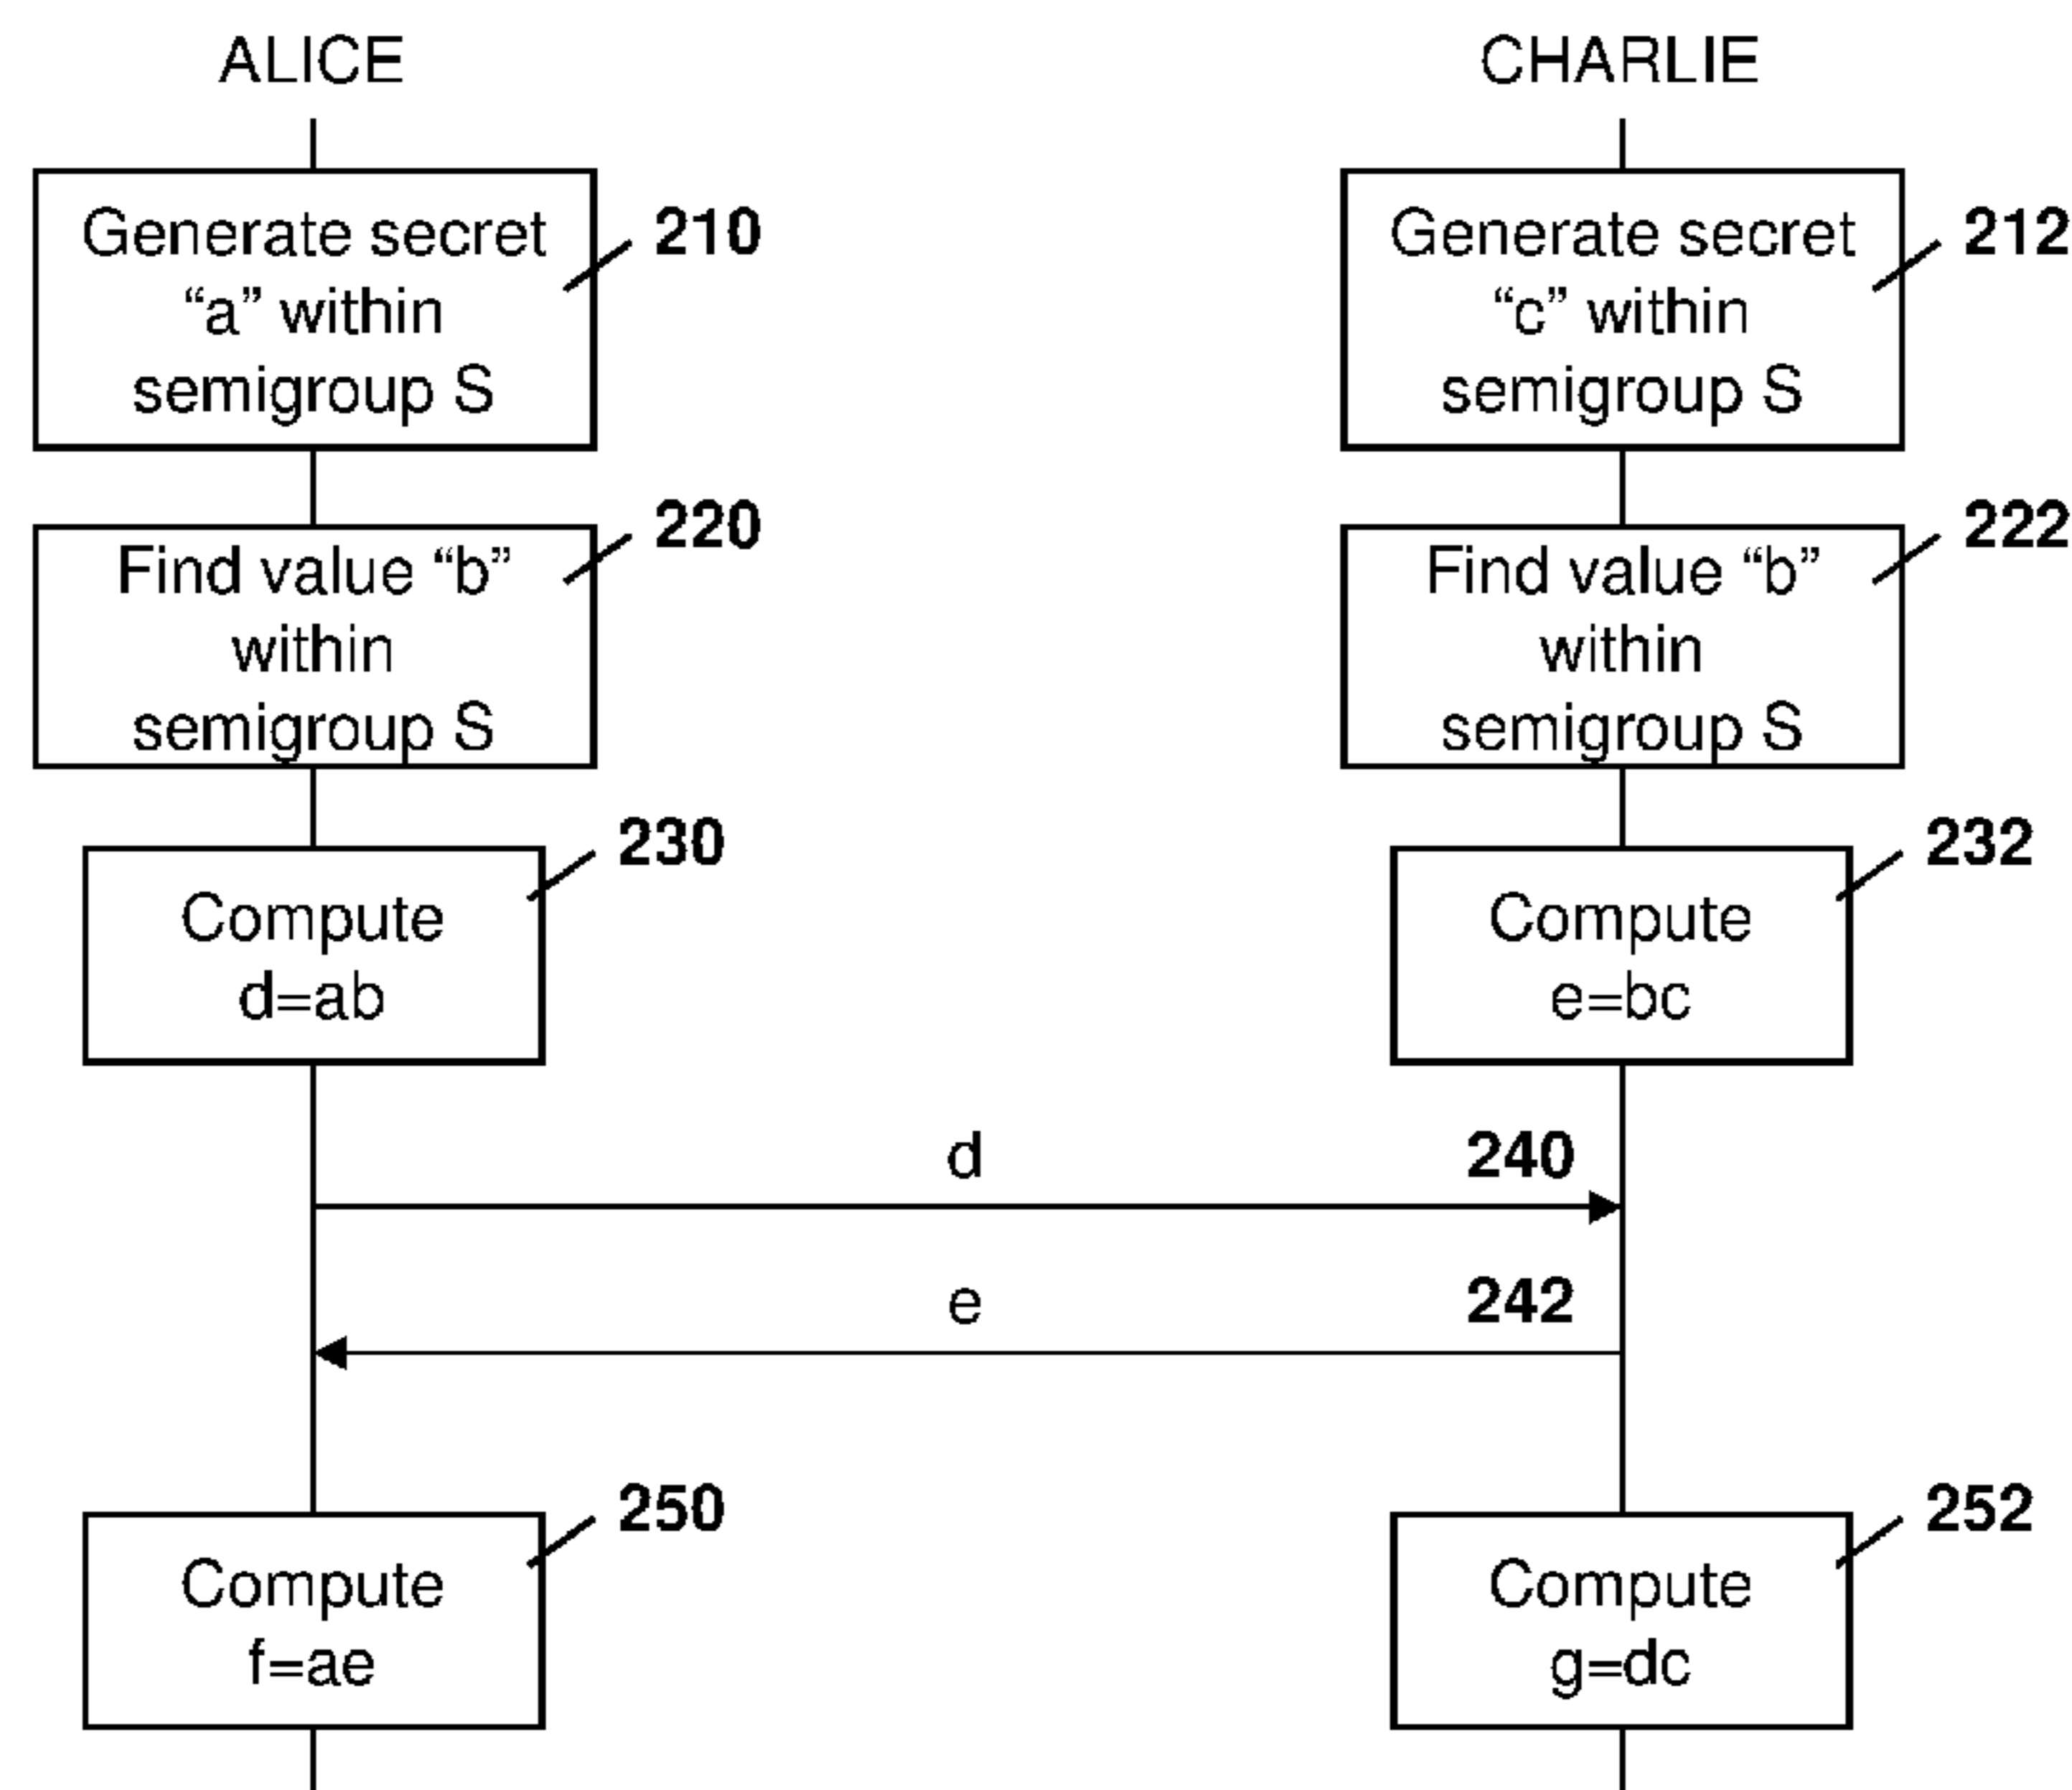 ALICE
CHARLIE
Generate secret
“a” within
semigroup S
210
Generate secret
“c” within
semigroup S
212
Find value “b”
within
semigroup S
220
Find value “b”
within
semigroup S
222
Compute
d=ab
230
Compute
e=bc
232
d
240
e
242
Compute
f=ae
250
Compute
g=dc
252